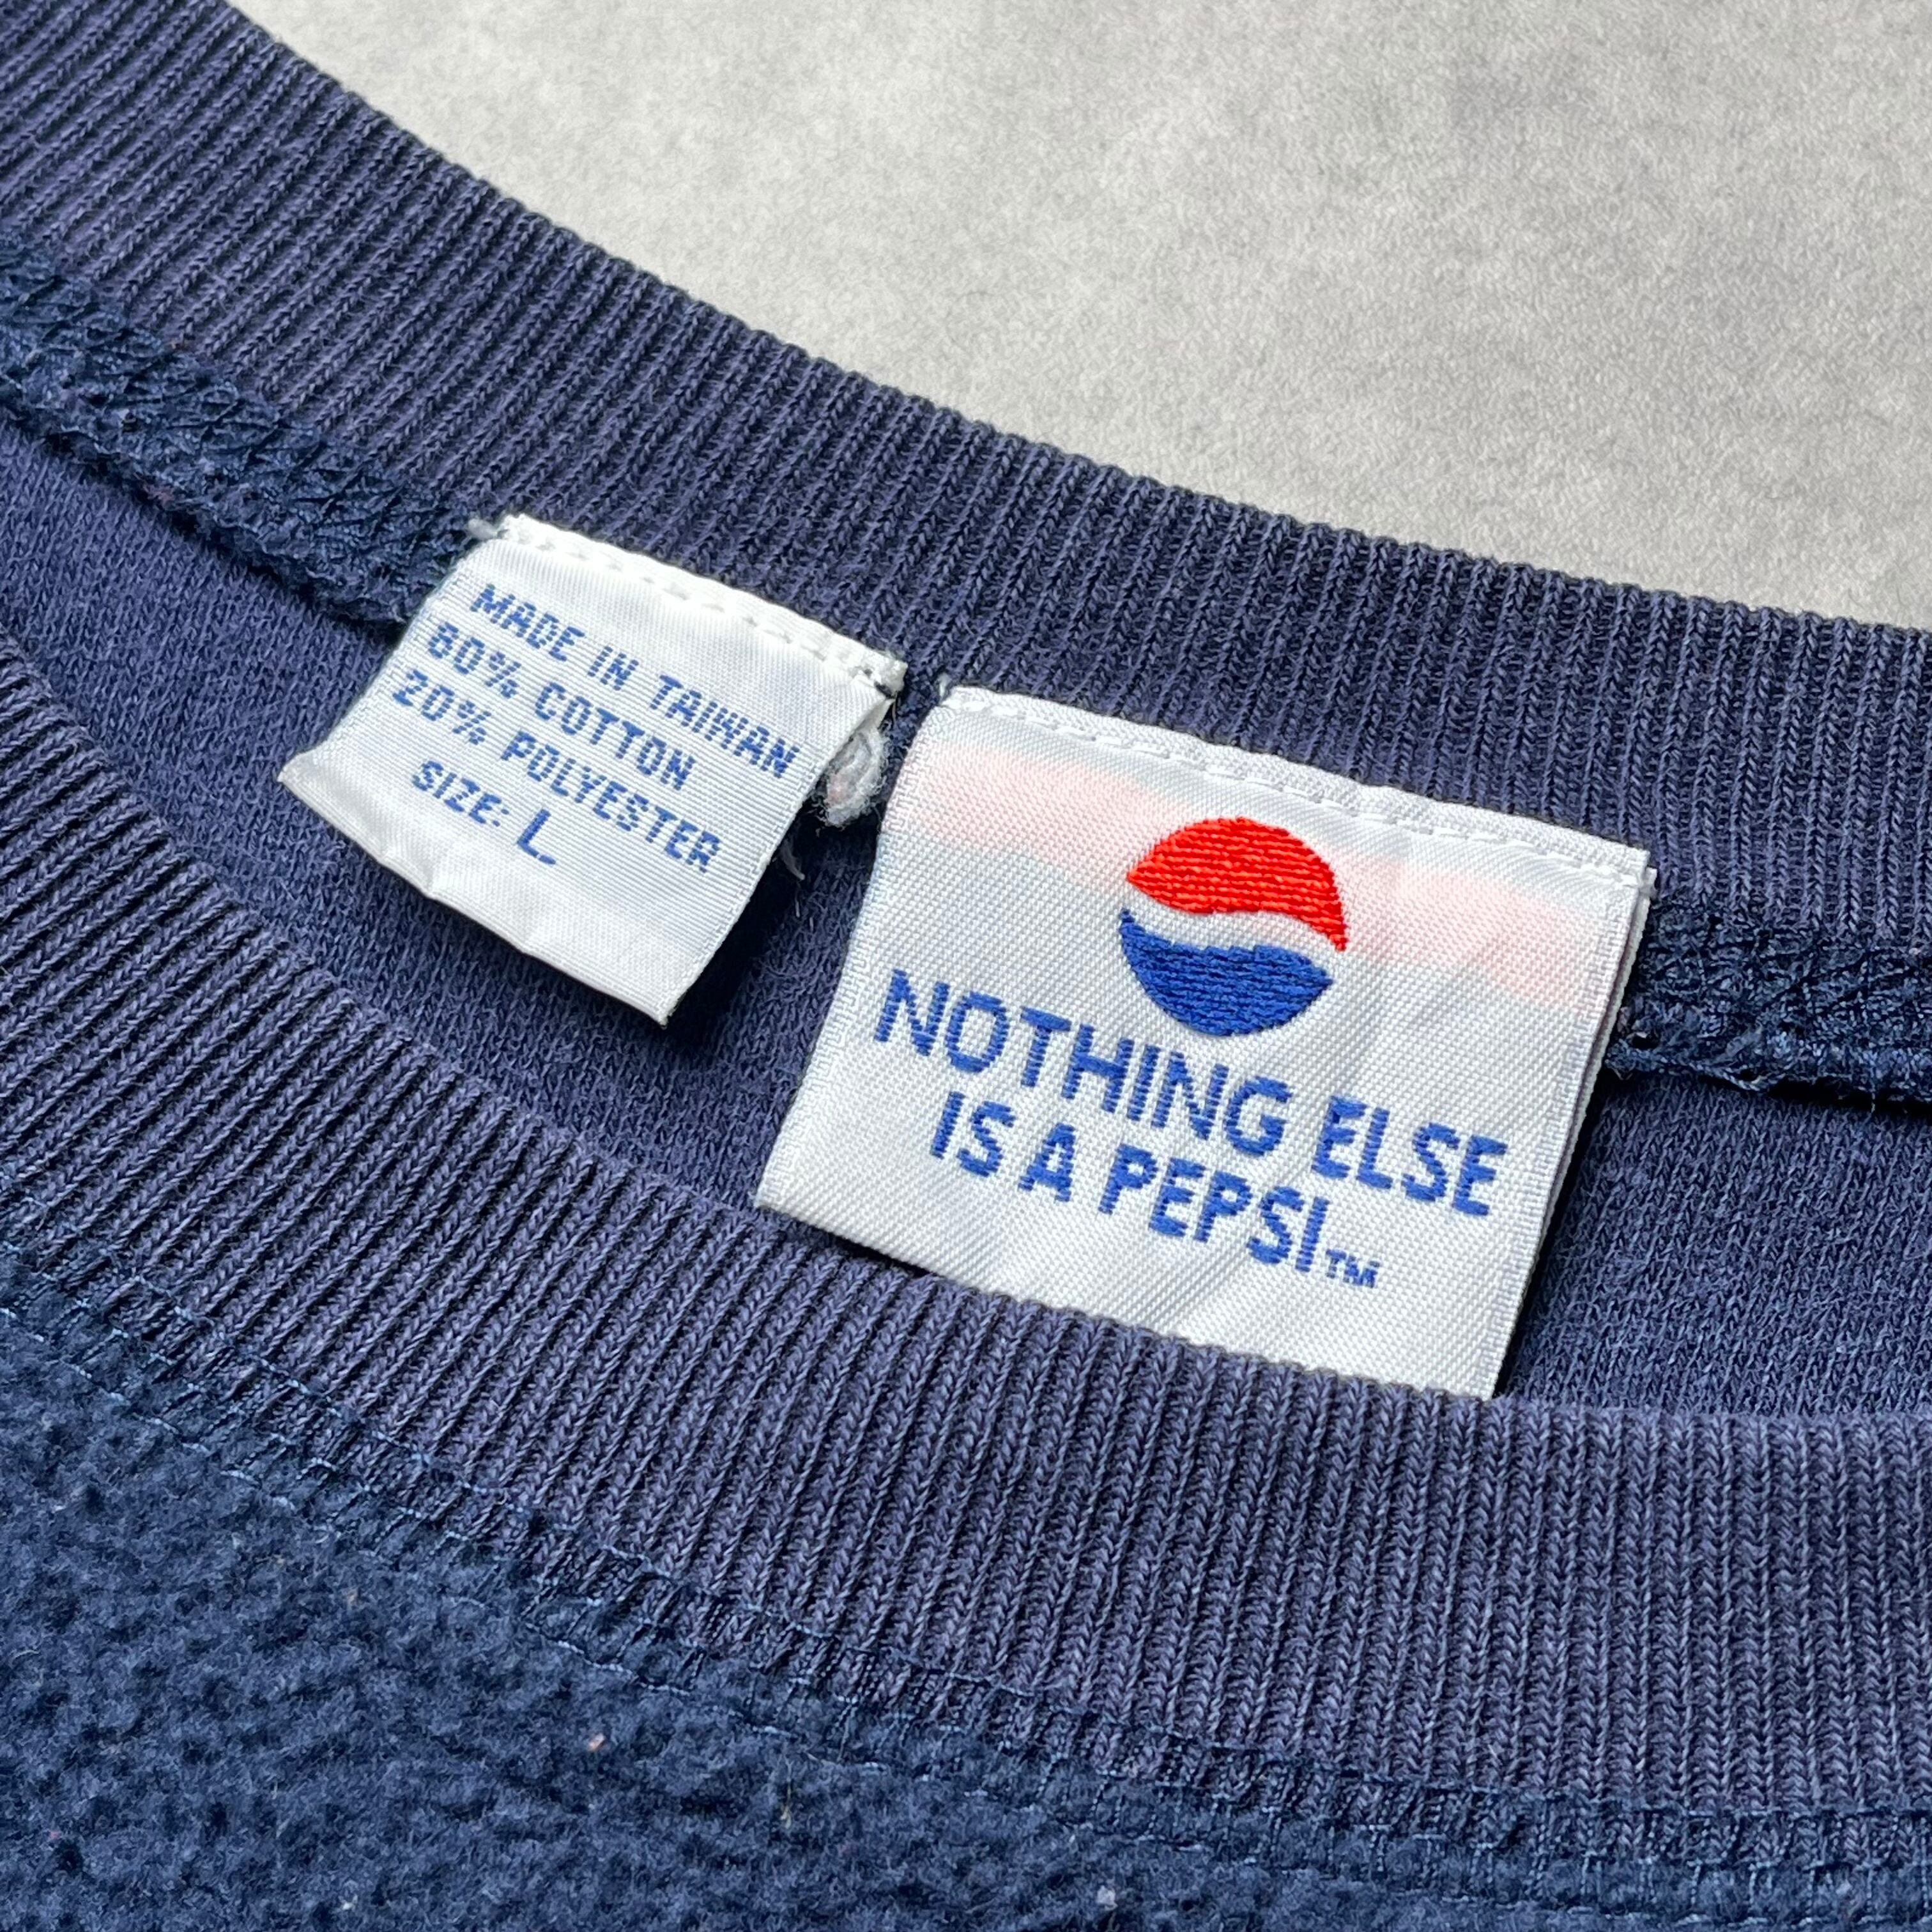 MADE IN TAIWAN
80% COTTON
20% POLYESTER
SIZE: L
NOTHING ELSE
IS A PEPSI™